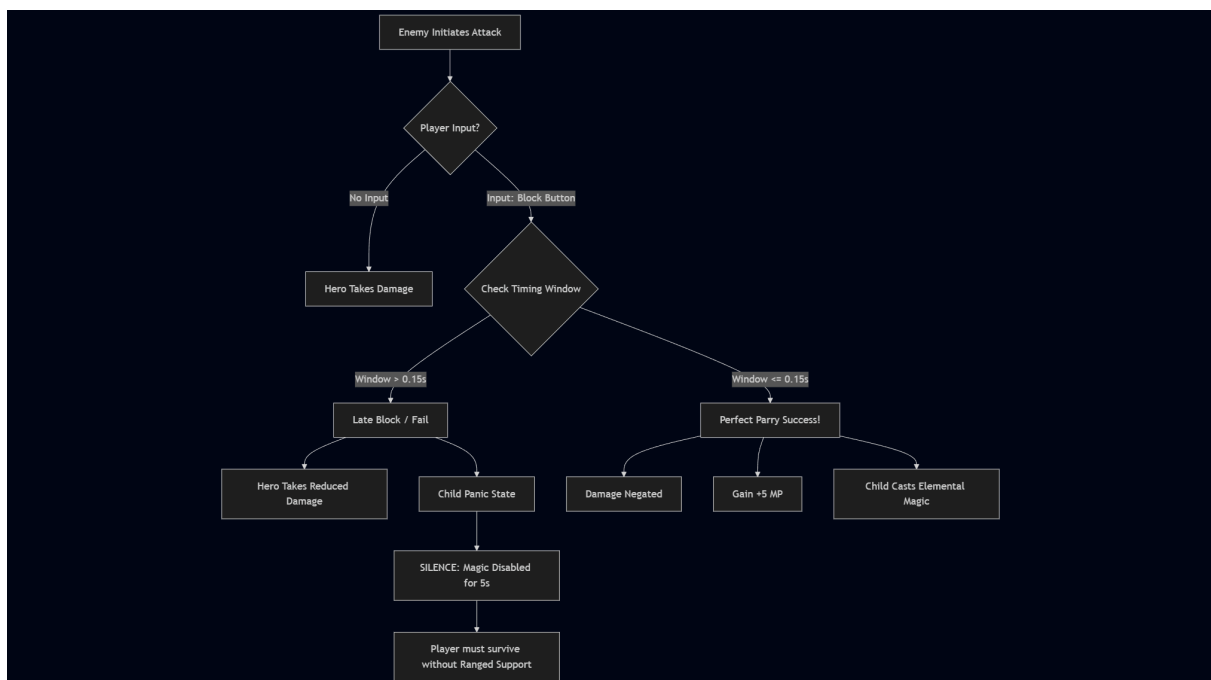 Enemy Initiates Attack
Player Input?
No Input
Input: Block Button
Hero Takes Damage
Check Timing Window
Window > 0.15s
Window <= 0.15s
Late Block / Fail
Perfect Parry Success!
Hero Takes Reduced
Damage
Child Panic State
Damage Negated
Gain +5 MP
Child Casts Elemental
Magic
SILENCE: Magic Disabled
for 5s
Player must survive
without Ranged Support